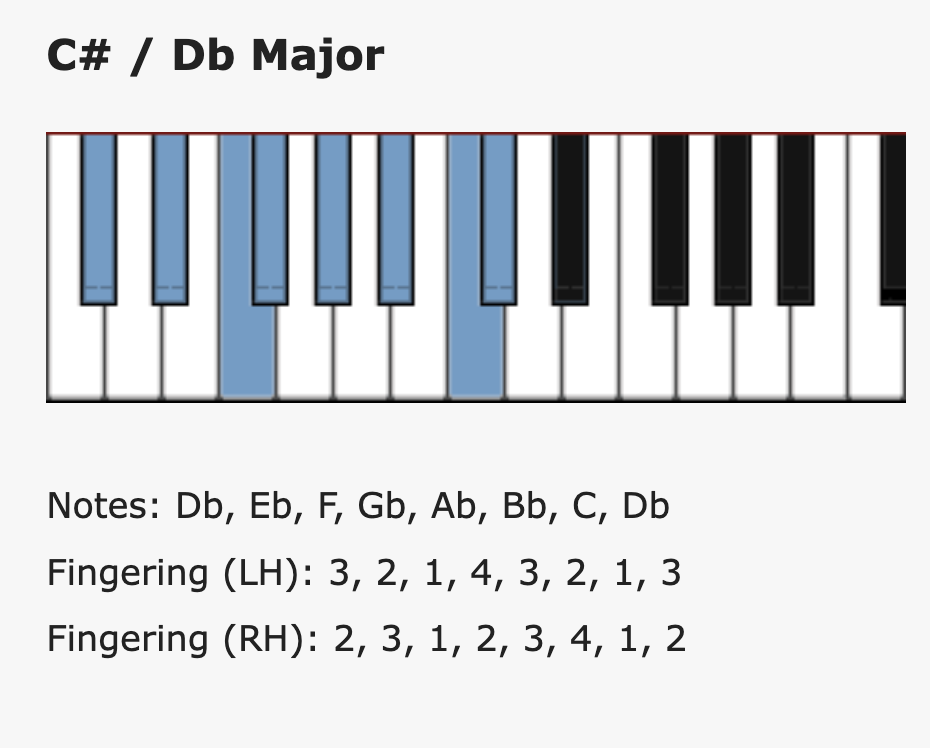 C# / Db Major
Notes: Db, Eb, F, Gb, Ab, Bb, C, Db
Fingering (LH): 3, 2, 1, 4, 3, 2, 1, 3
Fingering (RH): 2, 3, 1, 2, 3, 4, 1, 2